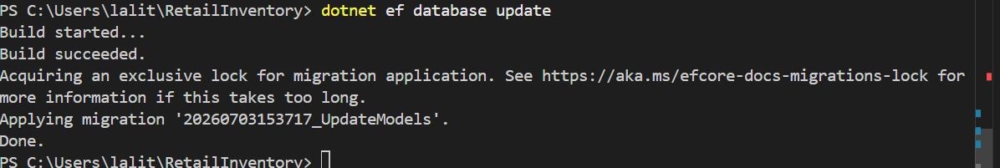 PS C:\Users\lalit\RetailInventory> dotnet ef database update
Build started...
Build succeeded.
Acquiring an exclusive lock for migration application. See https://aka.ms/efcore-docs-migrations-lock for
more information if this takes too long.
Applying migration '20260703153717_UpdateModels'.
Done.
PS C:\Users\lalit\RetailInventory>